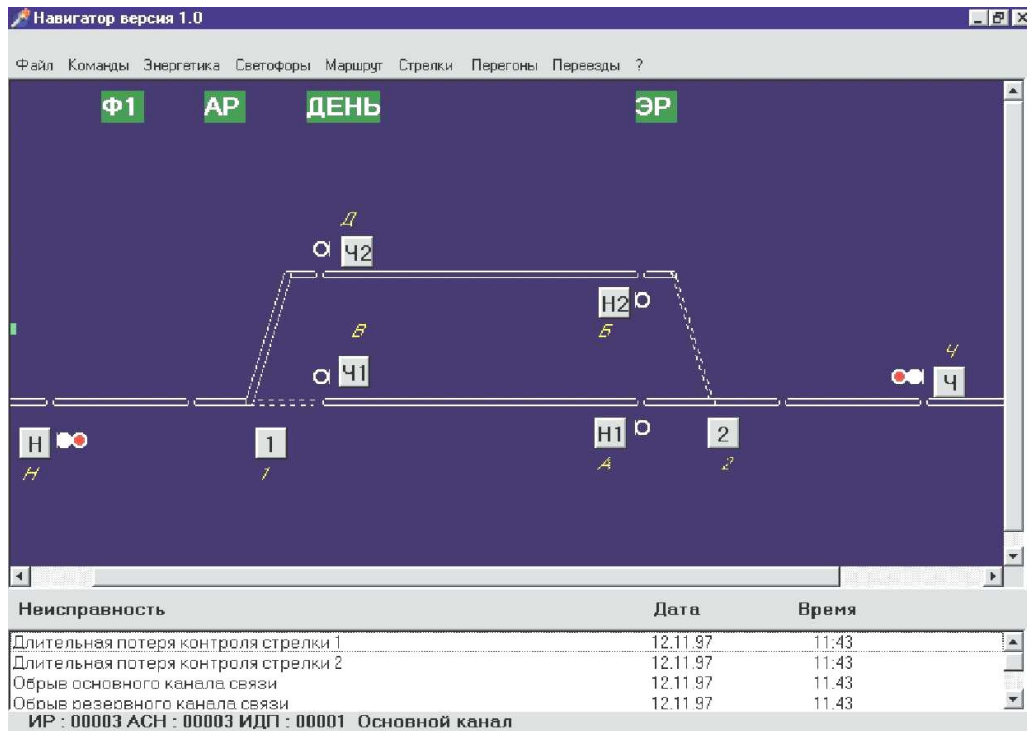 Навигатор версия 1.0
Файл Команды Энергетика Светофоры Маршрут Стрелки Перегоны Переезды ?
Ф1 АР ДЕНЬ ЭР
Д
Ч2
Н2
В Б
Ч
Ч1 Ч
Н 1 Н1 2
Н 1 А 2
Неисправность Дата Время
Длительная потеря контроля стрелки 1 12.11.97 11:43
Длительная потеря контроля стрелки 2 12.11.97 11:43
Обрыв основного канала связи 12.11.97 11.43
Обрыв резервного канала связи 12.11.97 11.43
ИР : 00003 АСН : 00003 ИДП : 00001 Основной канал